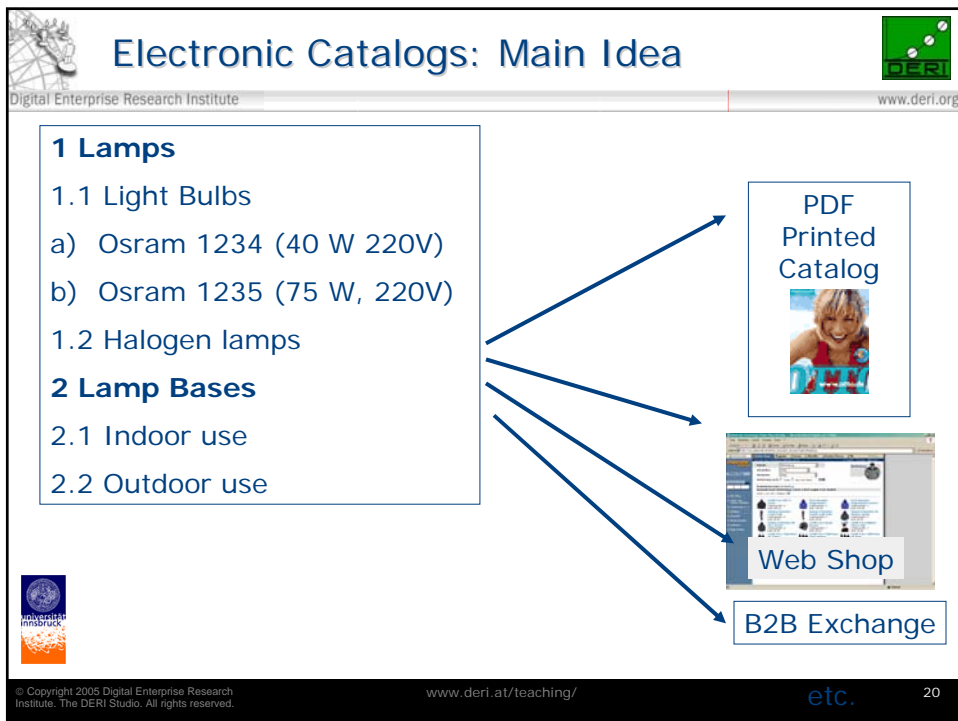 Electronic Catalogs: Main Idea
DERI
Digital Enterprise Research Institute
www.deri.org
1 Lamps
1.1 Light Bulbs
a) Osram 1234 (40 W 220V)
b) Osram 1235 (75 W, 220V)
1.2 Halogen lamps
2 Lamp Bases
2.1 Indoor use
2.2 Outdoor use
PDF
Printed
Catalog
Web Shop
B2B Exchange
universität
innsbruck
© Copyright 2005 Digital Enterprise Research
Institute. The DERI Studio. All rights reserved.
www.deri.at/teaching/
etc.
20